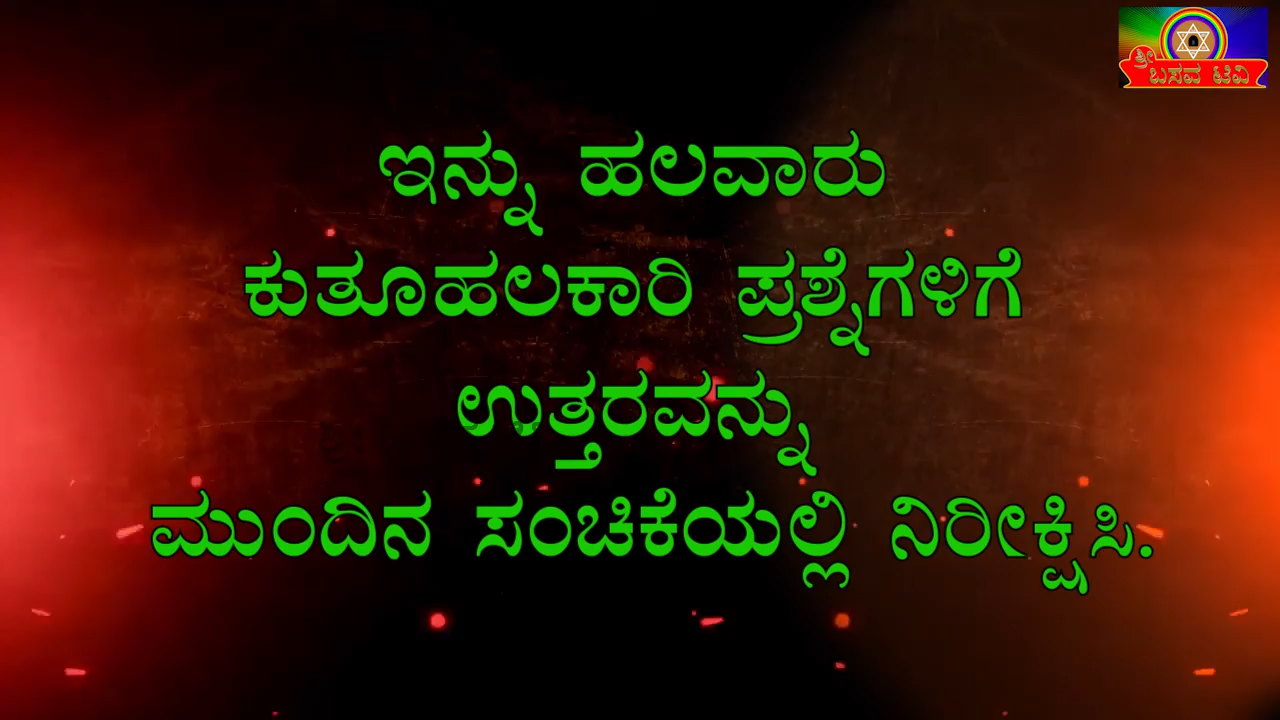 ಶ್ರೀ
ಬಸವ ಟಿವಿ
ಇನ್ನು ಹಲವಾರು
ಕುತೂಹಲಕಾರಿ ಪ್ರಶ್ನೆಗಳಿಗೆ
ಉತ್ತರವನ್ನು
ಮುಂದಿನ ಸಂಚಿಕೆಯಲ್ಲಿ ನಿರೀಕ್ಷಿಸಿ.